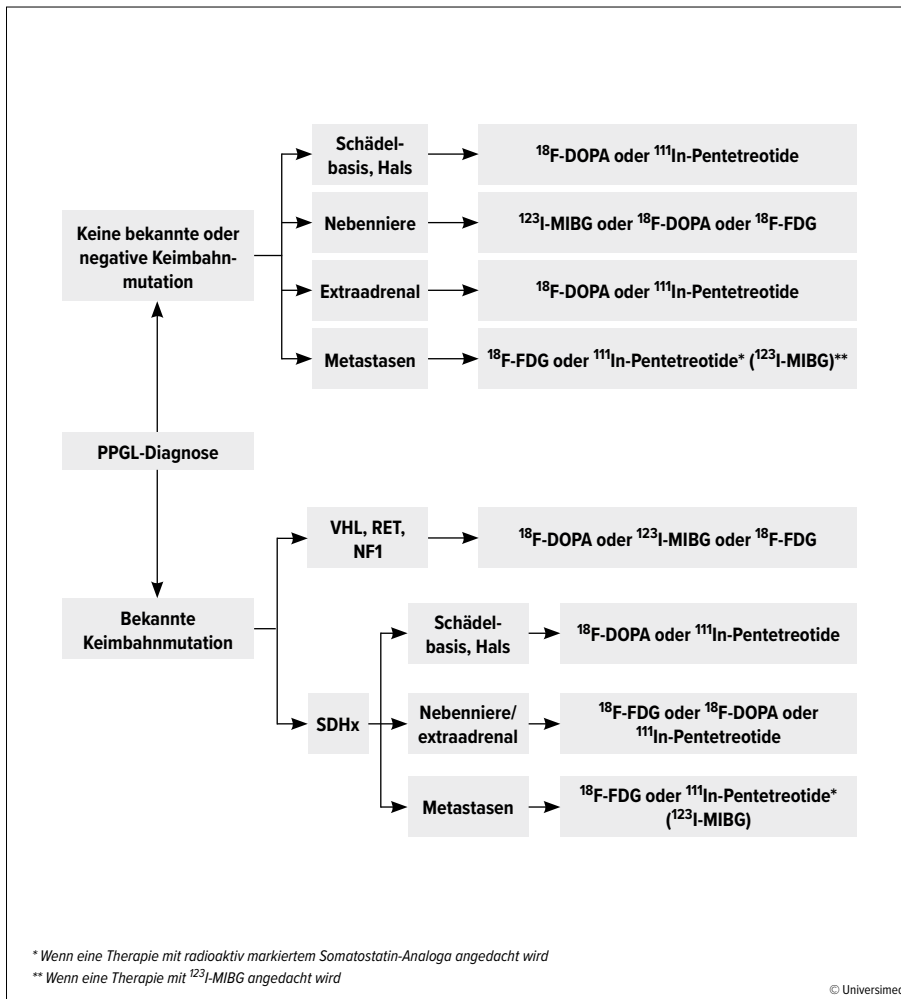 Schädel-
basis, Hals
¹⁸F-DOPA oder ¹¹¹In-Pentetreotide
Keine bekannte oder
negative Keimbahn-
mutation
Nebenniere
¹²³I-MIBG oder ¹⁸F-DOPA oder ¹⁸F-FDG
Extraadrenal
¹⁸F-DOPA oder ¹¹¹In-Pentetreotide
Metastasen
¹⁸F-FDG oder ¹¹¹In-Pentetreotide* (¹²³I-MIBG)**
PPGL-Diagnose
VHL, RET,
NF1
¹⁸F-DOPA oder ¹²³I-MIBG oder ¹⁸F-FDG
Bekannte
Keimbahnmutation
SDHx
Schädel-
basis, Hals
¹⁸F-DOPA oder ¹¹¹In-Pentetreotide
Nebenniere/
extraadrenal
¹⁸F-FDG oder ¹⁸F-DOPA oder
¹¹¹In-Pentetreotide
Metastasen
¹⁸F-FDG oder ¹¹¹In-Pentetreotide*
(¹²³I-MIBG)
* Wenn eine Therapie mit radioaktiv markiertem Somatostatin-Analoga angedacht wird
** Wenn eine Therapie mit ¹²³I-MIBG angedacht wird
© Universimed